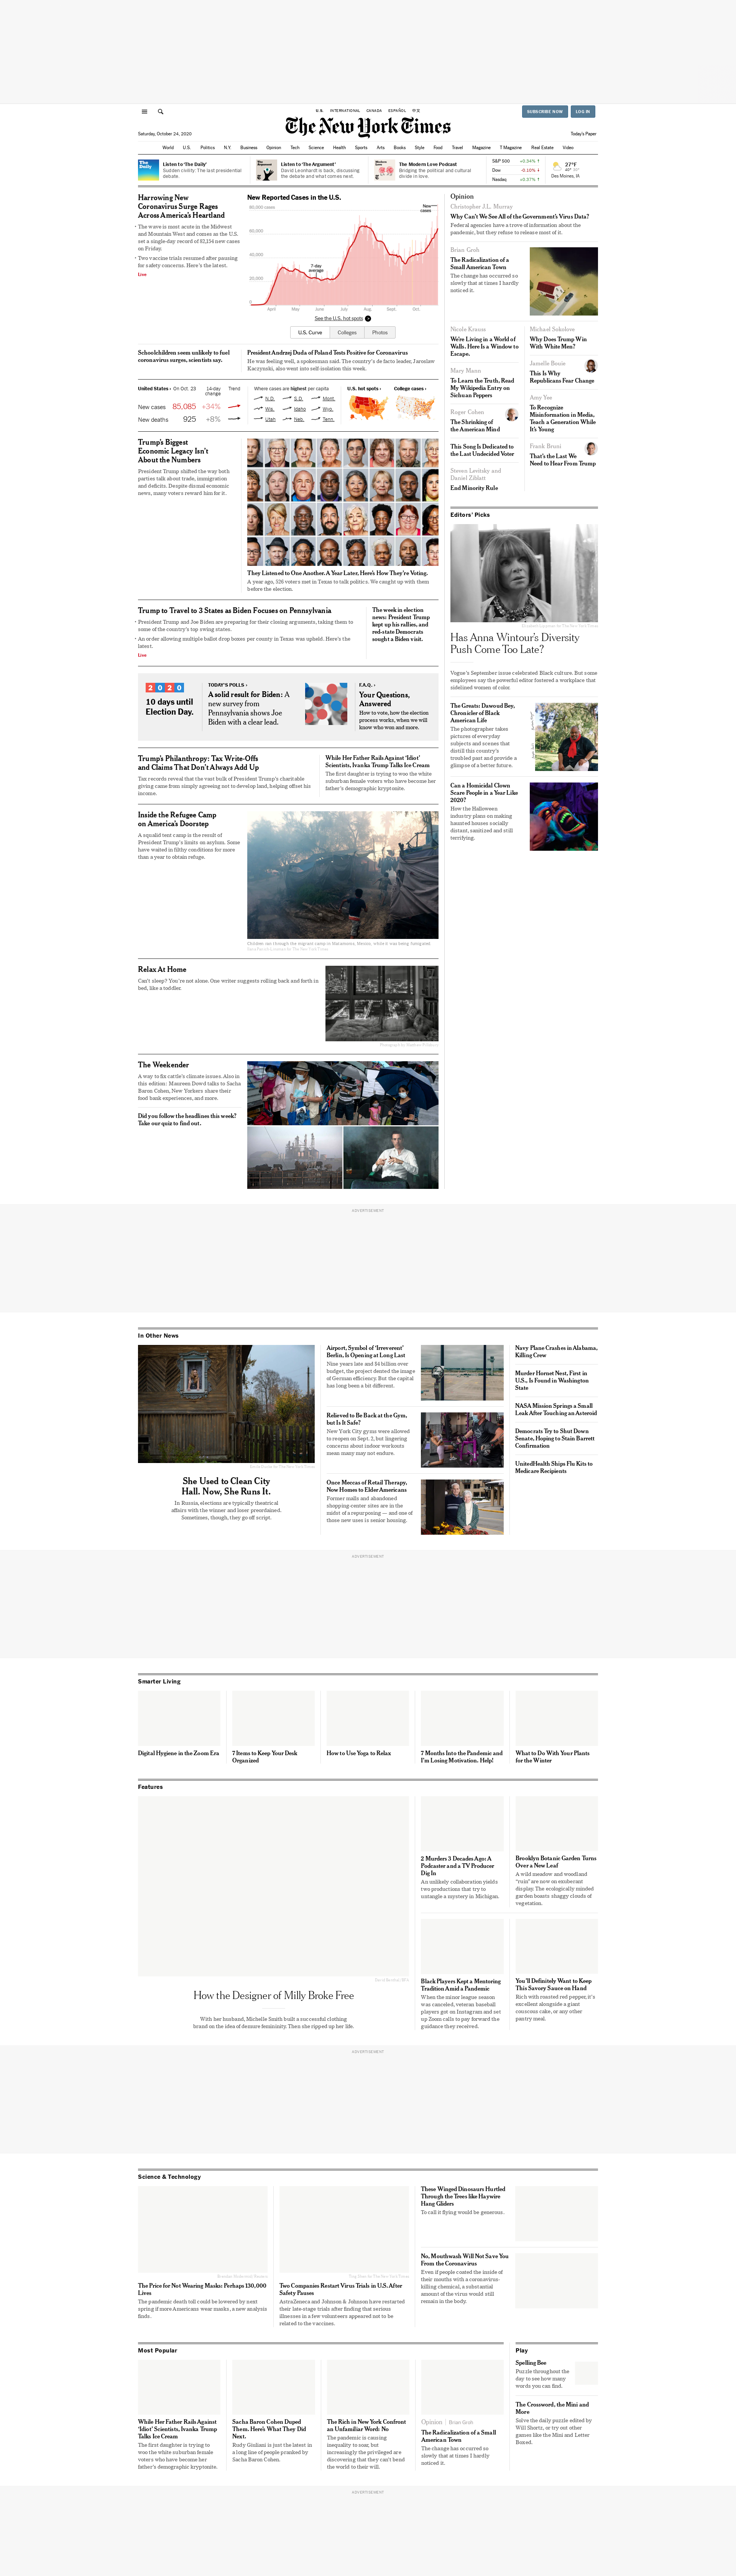 U.S. INTERNATIONAL CANADA ESPAÑOL 中文
SUBSCRIBE NOW LOG IN
The New York Times
Saturday, October 24, 2020
Today's Paper
World U.S. Politics N.Y. Business Opinion Tech Science Health Sports Arts Books Style Food Travel Magazine T Magazine Real Estate Video
Listen to 'The Daily'
Sudden civility: The last presidential
debate.
Listen to 'The Argument'
David Leonhardt is back, discussing
the debate and what comes next.
The Modern Love Podcast
Bridging the political and cultural
divide in love.
S&P 500 +0.34%
Dow -0.10%
Nasdaq +0.37%
27°F
Des Moines, IA
Harrowing New
Coronavirus Surge Rages
Across America's Heartland
The wave is most acute in the Midwest
and Mountain West and comes as the U.S.
set a single-day record of 82,154 new cases
on Friday.
Two vaccine trials resumed after pausing
for safety concerns. Here's the latest.
Live
New Reported Cases in the U.S.
80,000 cases
60,000
40,000
20,000
0
New
cases
7-day
average
April May June July Aug. Sept. Oct.
See the U.S. hot spots
U.S. Curve Colleges Photos
Schoolchildren seem unlikely to fuel
coronavirus surges, scientists say.
President Andrzej Duda of Poland Tests Positive for Coronavirus
He was feeling well, a spokesman said. The country's de facto leader, Jaroslaw
Kaczynski, also went into self-isolation this week.
United States › On Oct. 23 14-day
change Trend
New cases 85,085 +34%
New deaths 925 +8%
Where cases are highest per capita
N.D. S.D. Mont.
Wis. Idaho Wyo.
Utah Neb. Tenn.
U.S. hot spots ›
College cases ›
Trump's Biggest
Economic Legacy Isn't
About the Numbers
President Trump shifted the way both
parties talk about trade, immigration
and deficits. Despite dismal economic
news, many voters reward him for it.
They Listened to One Another. A Year Later, Here's How They're Voting.
A year ago, 526 voters met in Texas to talk politics. We caught up with them
before the election.
Trump to Travel to 3 States as Biden Focuses on Pennsylvania
President Trump and Joe Biden are preparing for their closing arguments, taking them to
some of the country's top swing states.
An order allowing multiple ballot drop boxes per county in Texas was upheld. Here's the
latest.
Live
The week in election
news: President Trump
kept up his rallies, and
red-state Democrats
sought a Biden visit.
2020
10 days until
Election Day.
TODAY'S POLLS ›
A solid result for Biden: A
new survey from
Pennsylvania shows Joe
Biden with a clear lead.
F.A.Q. ›
Your Questions,
Answered
How to vote, how the election
process works, when we will
know who won and more.
Trump's Philanthropy: Tax Write-Offs
and Claims That Don't Always Add Up
Tax records reveal that the vast bulk of President Trump's charitable
giving came from simply agreeing not to develop land, helping offset his
income.
While Her Father Rails Against 'Idiot'
Scientists, Ivanka Trump Talks Ice Cream
The first daughter is trying to woo the white
suburban female voters who have become her
father's demographic kryptonite.
Inside the Refugee Camp
on America's Doorstep
A squalid tent camp is the result of
President Trump's limits on asylum. Some
have waited in filthy conditions for more
than a year to obtain refuge.
Children ran through the migrant camp in Matamoros, Mexico, while it was being fumigated.
Relax At Home
Can't sleep? You're not alone. One writer suggests rolling back and forth in
bed, like a toddler.
The Weekender
A way to fix cattle's climate issues. Also in
this edition: Maureen Dowd talks to Sacha
Baron Cohen, New Yorkers share their
food bank experiences, and more.
Did you follow the headlines this week?
Take our quiz to find out.
Opinion
Christopher J.L. Murray
Why Can't We See All of the Government's Virus Data?
Federal agencies have a trove of information about the
pandemic, but they refuse to release most of it.
Brian Groh
The Radicalization of a
Small American Town
The change has occurred so
slowly that at times I hardly
noticed it.
Nicole Krauss
We're Living in a World of
Walls. Here Is a Window to
Escape.
Mary Mann
To Learn the Truth, Read
My Wikipedia Entry on
Sichuan Peppers
Roger Cohen
The Shrinking of
the American Mind
This Song Is Dedicated to
the Last Undecided Voter
Steven Levitsky and
Daniel Ziblatt
End Minority Rule
Michael Sokolove
Why Does Trump Win
With White Men?
Jamelle Bouie
This Is Why
Republicans Fear Change
Amy Yee
To Recognize
Misinformation in Media,
Teach a Generation While
It's Young
Frank Bruni
That's the Last We
Need to Hear From Trump
Editors' Picks
Has Anna Wintour's Diversity
Push Come Too Late?
Vogue's September issue celebrated Black culture. But some
employees say the powerful editor fostered a workplace that
sidelined women of color.
The Greats: Dawoud Bey,
Chronicler of Black
American Life
The photographer takes
pictures of everyday
subjects and scenes that
distill this country's
troubled past and provide a
glimpse of a better future.
Can a Homicidal Clown
Scare People in a Year Like
2020?
How the Halloween
industry plans on making
haunted houses socially
distant, sanitized and still
terrifying.
ADVERTISEMENT
In Other News
She Used to Clean City
Hall. Now, She Runs It.
In Russia, elections are typically theatrical
affairs with the winner and loser preordained.
Sometimes, though, they go off script.
Airport, Symbol of 'Irreverent'
Berlin, Is Opening at Long Last
Nine years late and $4 billion over
budget, the project dented the image
of German efficiency. But the capital
has long been a bit different.
Relieved to Be Back at the Gym,
but Is It Safe?
New York City gyms were allowed
to reopen on Sept. 2, but lingering
concerns about indoor workouts
mean many may not endure.
Once Meccas of Retail Therapy,
Now Homes to Elder Americans
Former malls and abandoned
shopping-center sites are in the
midst of a repurposing — and one of
those new uses is senior housing.
Navy Plane Crashes in Alabama,
Killing Crew
Murder Hornet Nest, First in
U.S., Is Found in Washington
State
NASA Mission Springs a Small
Leak After Touching an Asteroid
Democrats Try to Shut Down
Senate, Hoping to Stain Barrett
Confirmation
UnitedHealth Ships Flu Kits to
Medicare Recipients
ADVERTISEMENT
Smarter Living
Digital Hygiene in the Zoom Era
7 Items to Keep Your Desk
Organized
How to Use Yoga to Relax
7 Months Into the Pandemic and
I'm Losing Motivation. Help!
What to Do With Your Plants
for the Winter
Features
How the Designer of Milly Broke Free
With her husband, Michelle Smith built a successful clothing
brand on the idea of demure femininity. Then she ripped up her life.
2 Murders 3 Decades Ago: A
Podcaster and a TV Producer
Dig In
An unlikely collaboration yields
two productions that try to
untangle a mystery in Michigan.
Brooklyn Botanic Garden Turns
Over a New Leaf
A wild meadow and woodland
"ruin" are now on exuberant
display. The ecologically minded
garden boasts shaggy clouds of
vegetation.
Black Players Kept a Mentoring
Tradition Amid a Pandemic
When the minor league season
was canceled, veteran baseball
players got on Instagram and set
up Zoom calls to pay forward the
guidance they received.
You'll Definitely Want to Keep
This Savory Sauce on Hand
Rich with roasted red pepper, it's
excellent alongside a giant
couscous cake, or any other
pantry meal.
ADVERTISEMENT
Science & Technology
The Price for Not Wearing Masks: Perhaps 130,000
Lives
The pandemic death toll could be lowered by next
spring if more Americans wear masks, a new analysis
finds.
Two Companies Restart Virus Trials in U.S. After
Safety Pauses
AstraZeneca and Johnson & Johnson have restarted
their late-stage trials after finding that serious
illnesses in a few volunteers appeared not to be
related to the vaccines.
These Winged Dinosaurs Hurtled
Through the Trees like Haywire
Hang Gliders
To call it flying would be generous.
No, Mouthwash Will Not Save You
From the Coronavirus
Even if people coated the inside of
their mouths with a coronavirus-
killing chemical, a substantial
amount of the virus would still
remain in the body.
Most Popular
While Her Father Rails Against
'Idiot' Scientists, Ivanka Trump
Talks Ice Cream
The first daughter is trying to
woo the white suburban female
voters who have become her
father's demographic kryptonite.
Sacha Baron Cohen Duped
Them. Here's What They Did
Next.
Rudy Giuliani is just the latest in
a long line of people pranked by
Sacha Baron Cohen.
The Rich in New York Confront
an Unfamiliar Word: No
The pandemic is causing
inequality to soar, but
increasingly the privileged are
discovering that they can't bend
the world to their will.
Opinion | Brian Groh
The Radicalization of a Small
American Town
The change has occurred so
slowly that at times I hardly
noticed it.
Play
Spelling Bee
Puzzle throughout the
day to see how many
words you can find.
The Crossword, the Mini and
More
Solve the daily puzzle edited by
Will Shortz, or try out other
games like the Mini and Letter
Boxed.
ADVERTISEMENT